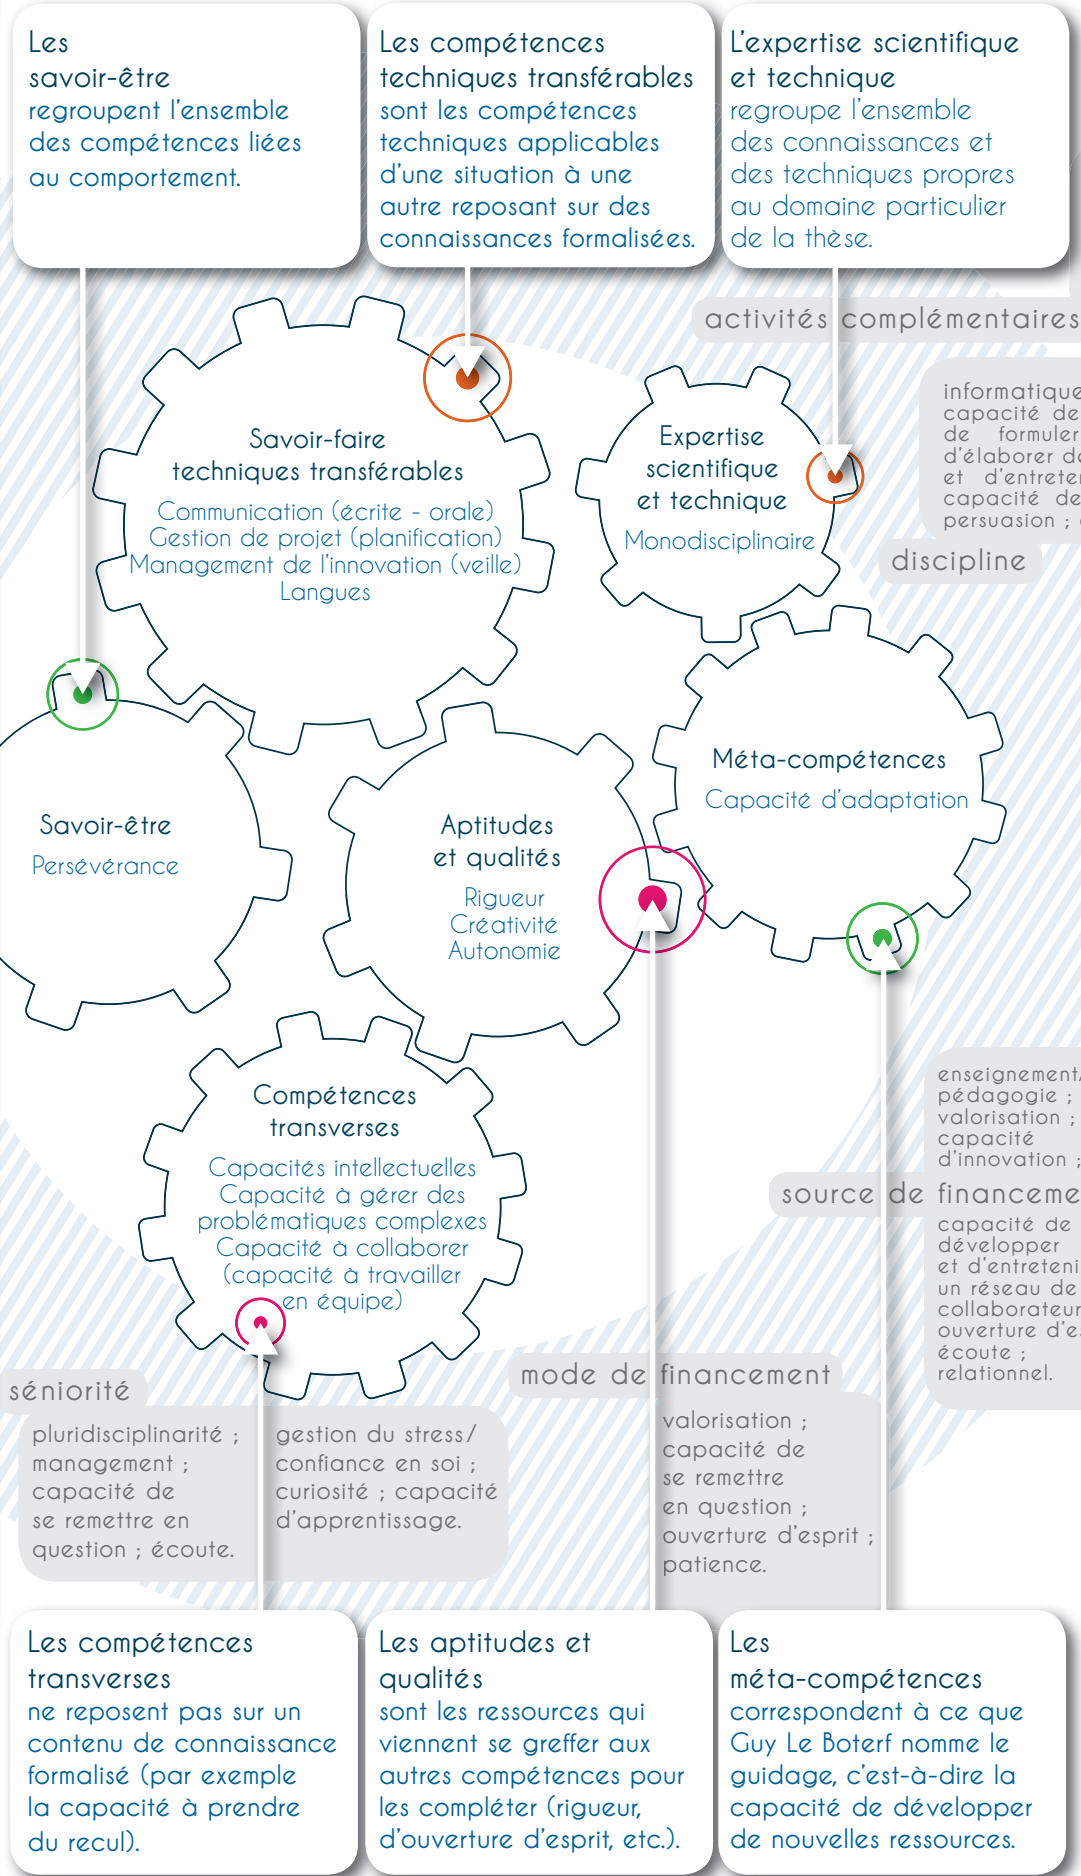 Les
savoir-être
regroupent l'ensemble
des compétences liées
au comportement.
Les compétences
techniques transférables
sont les compétences
techniques applicables
d'une situation à une
autre reposant sur des
connaissances formalisées.
L'expertise scientifique
et technique
regroupe l'ensemble
des connaissances et
des techniques propres
au domaine particulier
de la thèse.
activités complémentaires
informatique
capacité de
de formuler
d'élaborer
et
capacité de
persuasion ;
discipline
Savoir-faire
techniques transférables
Communication (écrite - orale)
Gestion de projet (planification)
Management de l'innovation (veille)
Langues
Expertise
scientifique
et technique
Monodisciplinaire
Savoir-être
Persévérance
Aptitudes
et qualités
Rigueur
Créativité
Autonomie
Méta-compétences
Capacité d'adaptation
Compétences
transverses
Capacités intellectuelles
Capacité à gérer des
problématiques complexes
Capacité à collaborer
(capacité à travailler
en équipe)
enseignement/
pédagogie ;
valorisation ;
capacité
d'innovation ;
source de
capacité de
développer
et
un réseau de
ouverture
écoute ;
relationnel.
séniorité
pluridisciplinarité ;
management ;
capacité de
se remettre en
question ; écoute.
gestion du stress/
confiance en soi ;
curiosité ; capacité
d'apprentissage.
mode de financement
valorisation ;
capacité de
se remettre
en question ;
ouverture d'esprit ;
patience.
Les compétences
transverses
ne reposent pas sur un
contenu de connaissance
formalisé (par exemple
la capacité à prendre
du recul).
Les aptitudes et
qualités
sont les ressources qui
viennent se greffer aux
autres compétences pour
les compléter (rigueur,
d'ouverture d'esprit, etc.).
Les
méta-compétences
correspondent à ce que
Guy Le Boterf nomme le
guidage, c'est-à-dire la
capacité de développer
de nouvelles ressources.